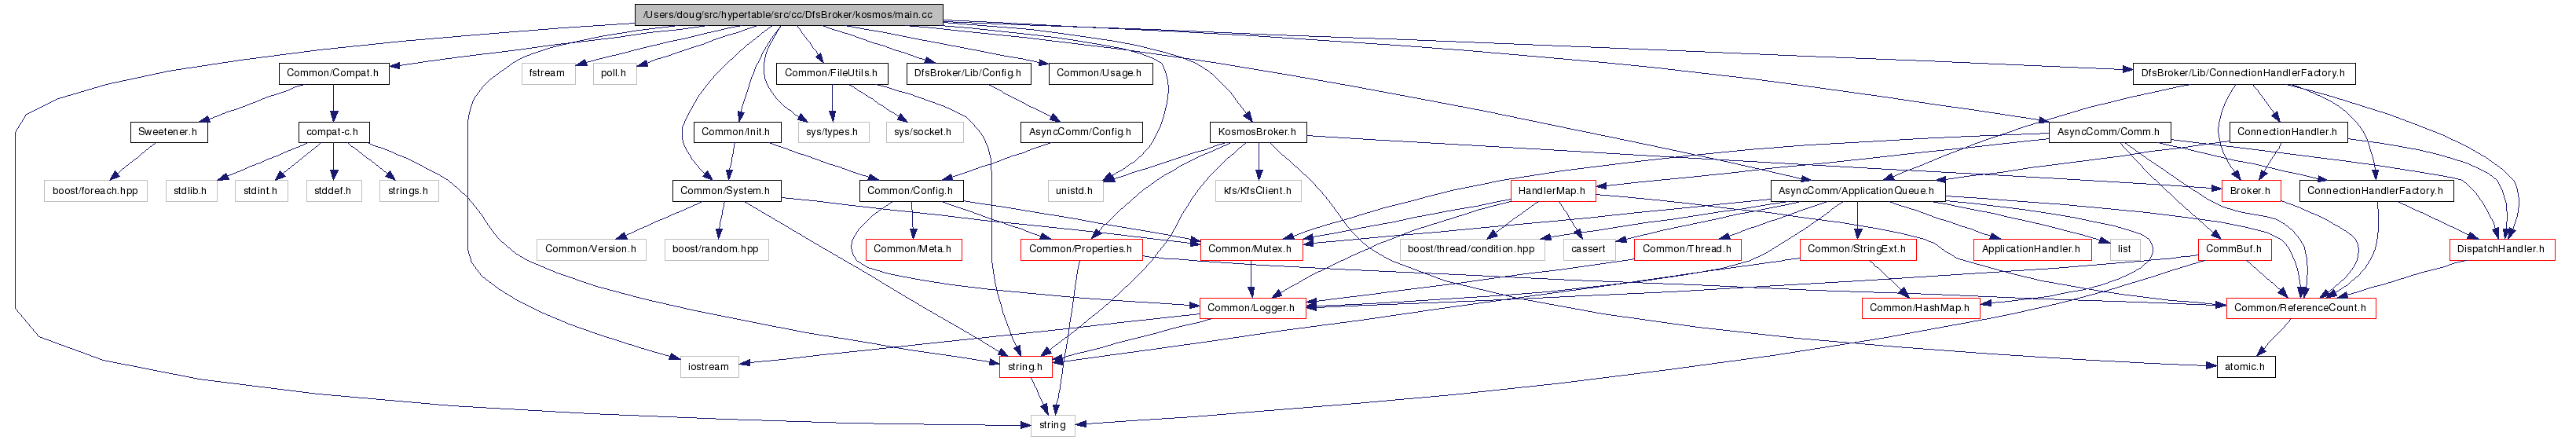 /Users/doug/src/hypertable/src/cc/DfsBroker/kosmos/main.cc
Common/Compat.h
fstream
poll.h
Common/FileUtils.h
DfsBroker/Lib/Config.h
Common/Usage.h
DfsBroker/Lib/ConnectionHandlerFactory.h
Sweetener.h
compat-c.h
Common/Init.h
sys/types.h
sys/socket.h
AsyncComm/Config.h
KosmosBroker.h
AsyncComm/Comm.h
ConnectionHandler.h
boost/foreach.hpp
stdlib.h
stdint.h
stddef.h
strings.h
Common/System.h
Common/Config.h
unistd.h
kfs/KfsClient.h
HandlerMap.h
AsyncComm/ApplicationQueue.h
Broker.h
ConnectionHandlerFactory.h
Common/Version.h
boost/random.hpp
Common/Meta.h
Common/Properties.h
Common/Mutex.h
boost/thread/condition.hpp
cassert
Common/Thread.h
Common/StringExt.h
ApplicationHandler.h
list
CommBuf.h
DispatchHandler.h
Common/Logger.h
Common/HashMap.h
Common/ReferenceCount.h
iostream
string.h
atomic.h
string